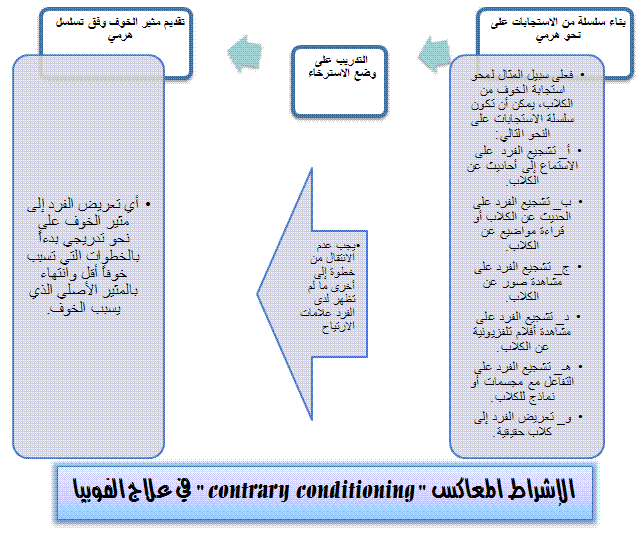 بناء سلسلة من الاستجابات على
نحو هرمي
• فعلى سبيل المثال لمحو
استجابة الخوف من
الكلاب، يمكن أن تكون
سلسلة الاستجابات على
النحو التالي:
• أ_ تشجيع الفرد على
الاستماع إلى أحاديث عن
الكلاب.
• ب_ تشجيع الفرد على
الحديث عن الكلاب أو
قراءة مواضيع عن
الكلاب.
• ج_ تشجيع الفرد على
مشاهدة صور عن
الكلاب.
• د_ تشجيع الفرد على
مشاهدة أفلام تلفزيونية
عن الكلاب.
• هـ_ تشجيع الفرد على
التفاعل مع مجسمات أو
نماذج للكلاب.
• و_ تعريض الفرد إلى
كلاب حقيقية.
التدريب على
وضع الاسترخاء
•يجب عدم
الانتقال من
خطوة إلى
أخرى ما لم
تظهر لدى
الفرد علامات
الارتياح
تقديم مثير الخوف وفق تسلسل
هرمي
• أي تعريض الفرد إلى
مثير الخوف على
نحو تدريجي بدءاً
بالخطوات التي تسبب
خوفاً أقل وانتهاء
بالمثير الأصلي الذي
يسبب الخوف.
الإشراط المعاكس " contrary conditioning " في علاج الفوبيا